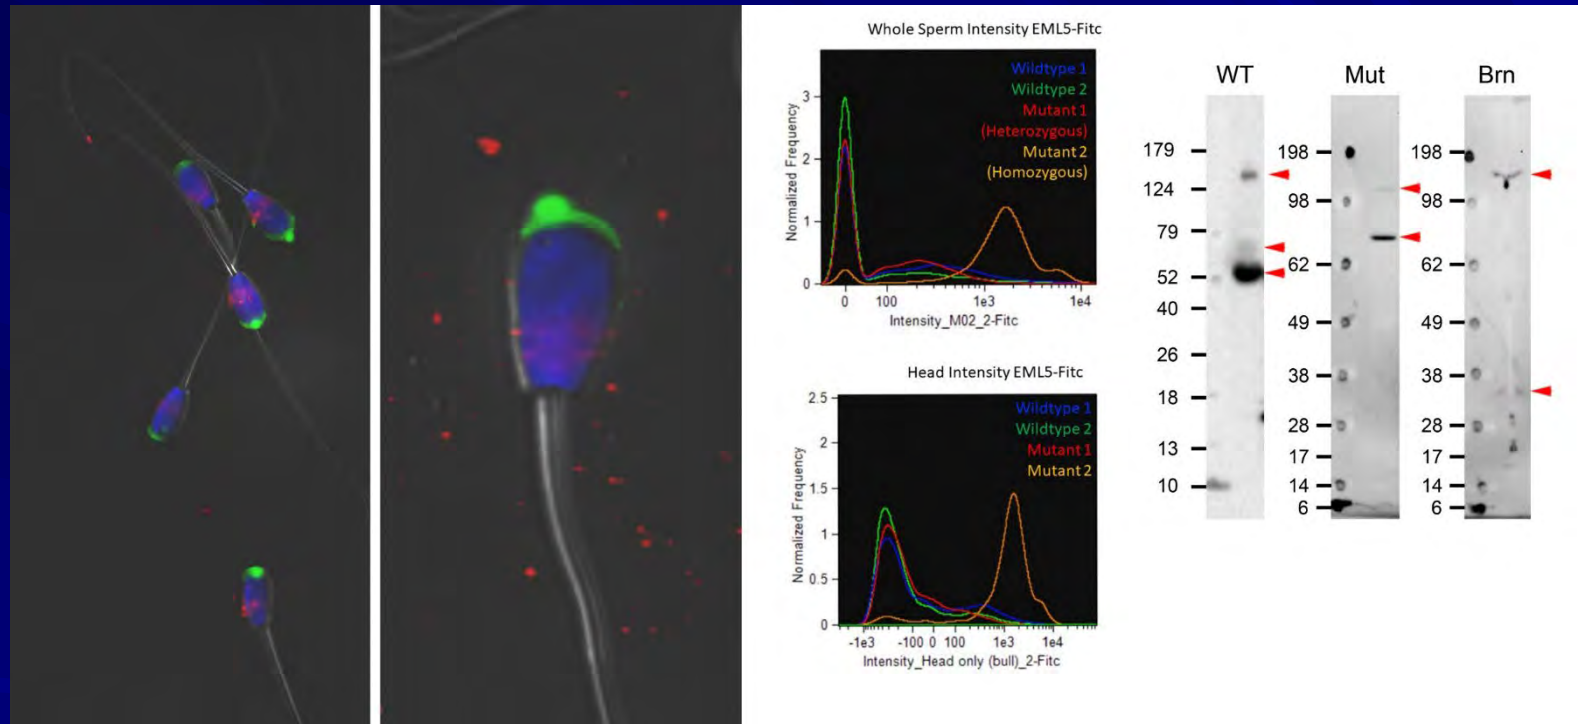 Whole Sperm Intensity EML5-Fitc
Wildtype 1
Wildtype 2
Mutant 1
(Heterozygous)
Mutant 2
(Homozygous)
Normalized Frequency
3
2
1
0
0 100 1e3 1e4
Intensity_M02_2-Fitc
Head Intensity EML5-Fitc
Wildtype 1
Wildtype 2
Mutant 1
Mutant 2
Normalized Frequency
2.5
2
1.5
1
0.5
0
-1e3 -100 0 100 1e3 1e4
Intensity_Head only (bull)_2-Fitc
WT
179
124
79
52
40
26
18
13
10
Mut
198
98
62
49
38
28
17
14
6
Brn
198
98
62
49
38
28
17
14
6